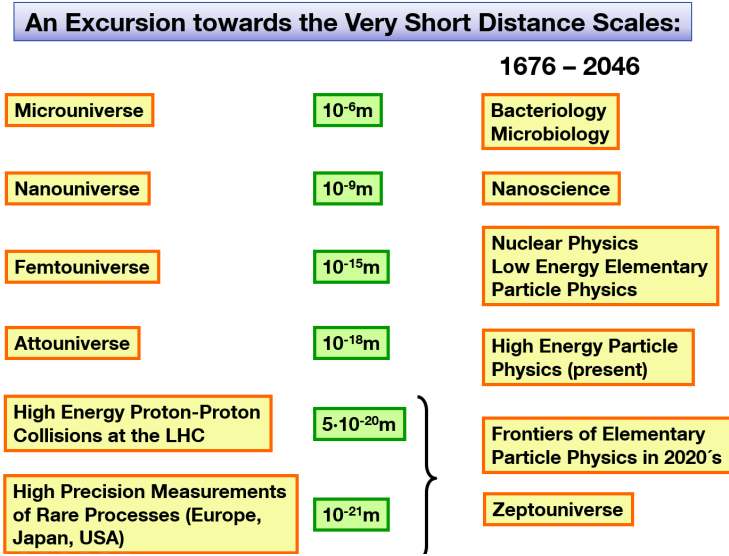 An Excursion towards the Very Short Distance Scales:
1676 – 2046
Microuniverse
10⁻⁶m
Bacteriology
Microbiology
Nanouniverse
10⁻⁹m
Nanoscience
Femtouniverse
10⁻¹⁵m
Nuclear Physics
Low Energy Elementary
Particle Physics
Attouniverse
10⁻¹⁸m
High Energy Particle
Physics (present)
High Energy Proton-Proton
Collisions at the LHC
5·10⁻²⁰m
Frontiers of Elementary
Particle Physics in 2020´s
High Precision Measurements
of Rare Processes (Europe,
Japan, USA)
10⁻²¹m
Zeptouniverse